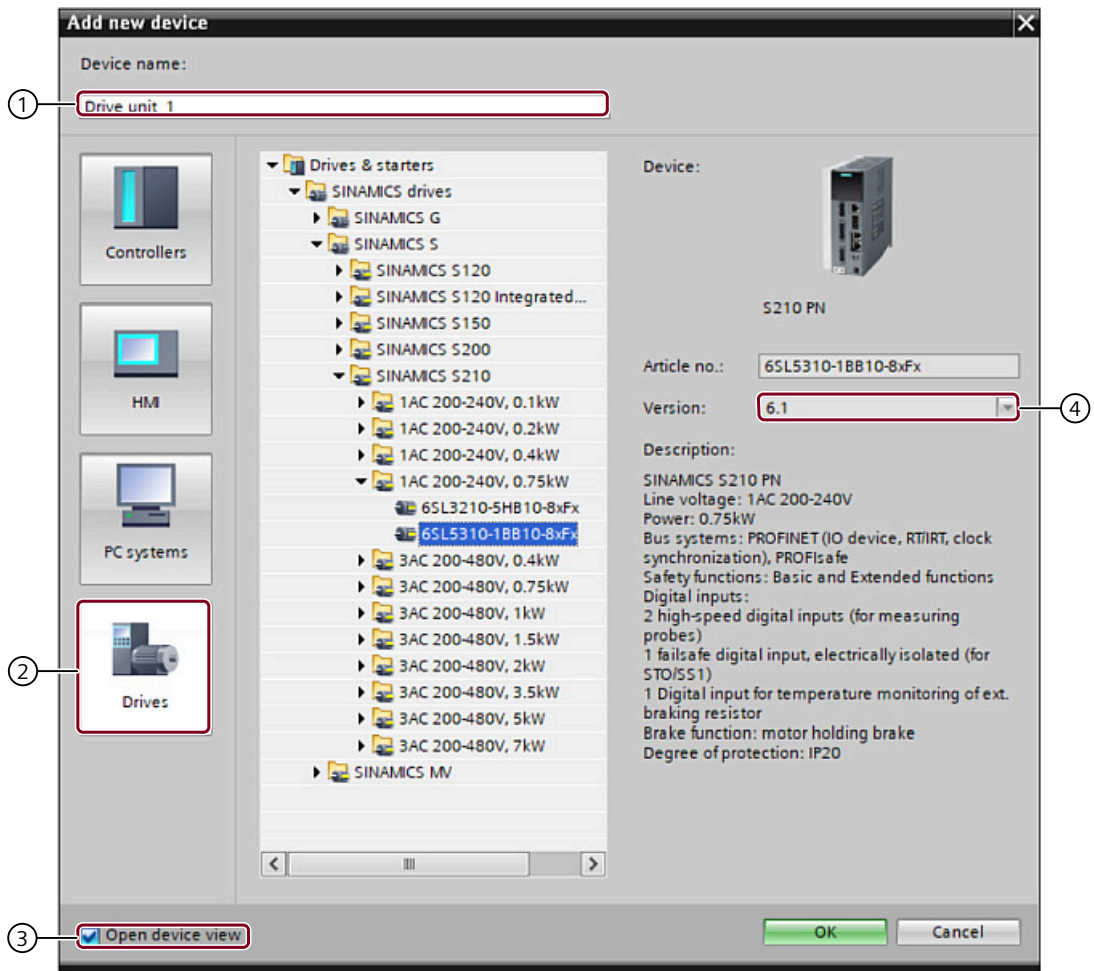 Add new device
Device name:
1
Drive unit_1
Controllers
HMI
PC systems
2
Drives
Drives & starters
SINAMICS drives
SINAMICS G
SINAMICS S
SINAMICS S120
SINAMICS S120 Integrated...
SINAMICS S150
SINAMICS S200
SINAMICS S210
1AC 200-240V, 0.1kW
1AC 200-240V, 0.2kW
1AC 200-240V, 0.4kW
1AC 200-240V, 0.75kW
6SL3210-5HB10-8xFx
6SL5310-1BB10-8xFx
3AC 200-480V, 0.4kW
3AC 200-480V, 0.75kW
3AC 200-480V, 1kW
3AC 200-480V, 1.5kW
3AC 200-480V, 2kW
3AC 200-480V, 3.5kW
3AC 200-480V, 5kW
3AC 200-480V, 7kW
SINAMICS MV
Device:
S210 PN
Article no.: 6SL5310-1BB10-8xFx
Version: 6.1
4
Description:
SINAMICS S210 PN
Line voltage: 1AC 200-240V
Power: 0.75kW
Bus systems: PROFINET (IO device, RT/IRT, clock
synchronization), PROFIsafe
Safety functions: Basic and Extended functions
Digital inputs:
2 high-speed digital inputs (for measuring
probes)
1 failsafe digital input, electrically isolated (for
STO/SS1)
1 Digital input for temperature monitoring of ext.
braking resistor
Brake function: motor holding brake
Degree of protection: IP20
3
Open device view
OK
Cancel